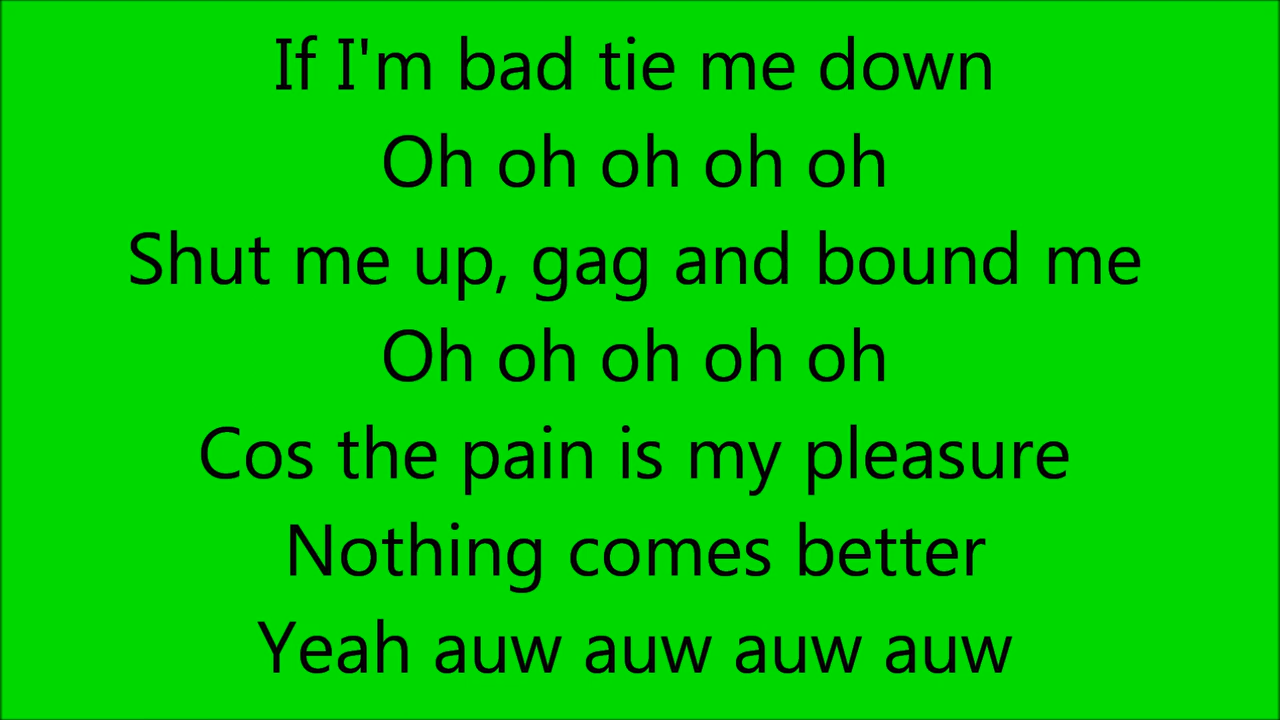 If I'm bad tie me down
Oh oh oh oh oh
Shut me up, gag and bound me
Oh oh oh oh oh
Cos the pain is my pleasure
Nothing comes better
Yeah auw auw auw auw